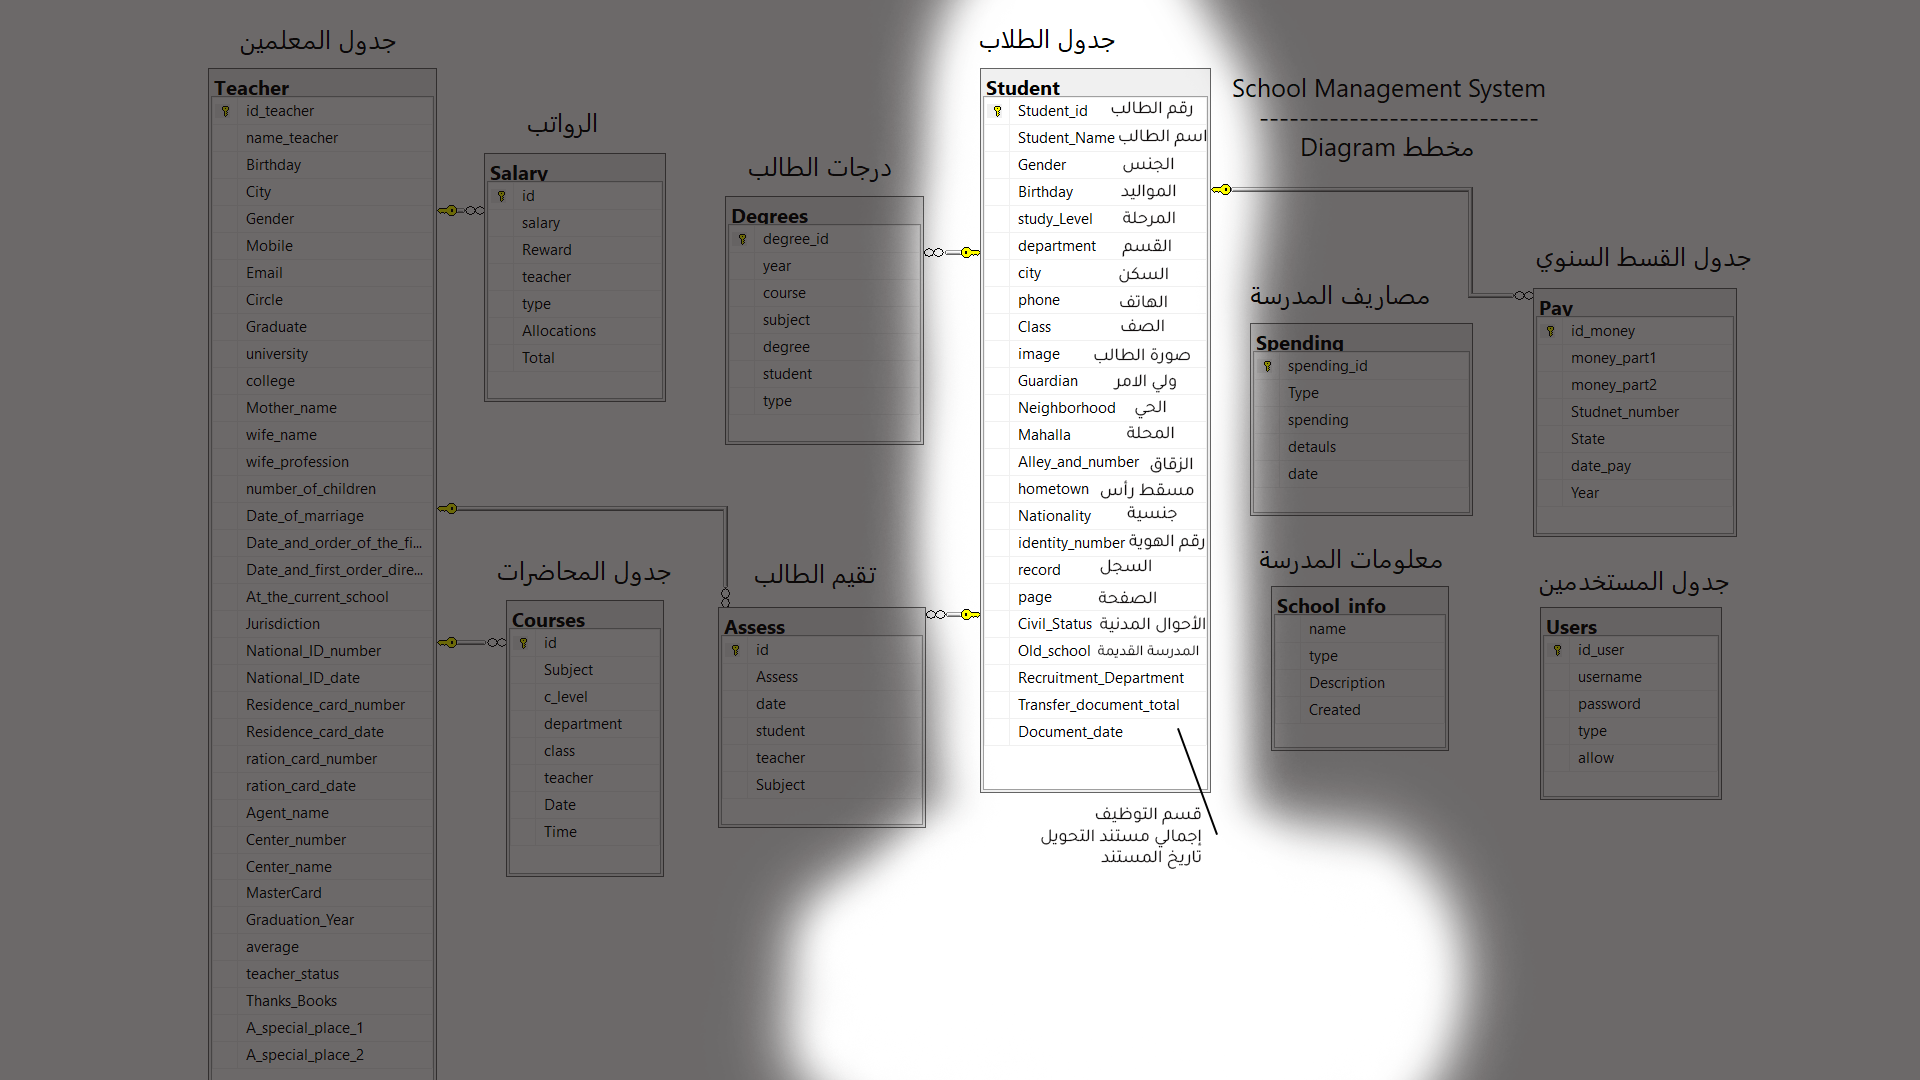 جدول المعلمين
Teacher
id_teacher
name_teacher
Birthday
City
Gender
Mobile
Email
Circle
Graduate
university
college
Mother_name
wife_name
wife_profession
number_of_children
Date_of_marriage
Date_and_order_of_the_fi...
Date_and_first_order_dire...
At_the_current_school
Jurisdiction
National_ID_number
National_ID_date
Residence_card_number
Residence_card_date
ration_card_number
ration_card_date
Agent_name
Center_number
Center_name
MasterCard
Graduation_Year
average
teacher_status
Thanks_Books
A_special_place_1
A_special_place_2
الرواتب
Salary
id
salary
Reward
teacher
type
Allocations
Total
جدول المحاضرات
Courses
id
Subject
c_level
department
class
teacher
Date
Time
درجات الطالب
Degrees
degree_id
year
course
subject
degree
student
type
تقيم الطالب
Assess
id
Assess
date
student
teacher
Subject
جدول الطلاب
Student
Student_id رقم الطالب
Student_Name اسم الطالب
Gender الجنس
Birthday المواليد
study_Level المرحلة
department القسم
city السكن
phone الهاتف
Class الصف
image صورة الطالب
Guardian ولي الامر
Neighborhood الحي
Mahalla المحلة
Alley_and_number الزقاق
hometown مسقط رأس
Nationality جنسية
identity_number رقم الهوية
record السجل
page الصفحة
Civil_Status الأحوال المدنية
Old_school المدرسة القديمة
Recruitment_Department
Transfer_document_total
Document_date
قسم التوظيف
إجمالي مستند التحويل
تاريخ المستند
School Management System
---------------------------
Diagram مخطط
مصاريف المدرسة
Spending
spending_id
Type
spending
detauls
date
جدول القسط السنوي
Pay
id_money
money_part1
money_part2
Studnet_number
State
date_pay
Year
معلومات المدرسة
School_info
name
type
Description
Created
جدول المستخدمين
Users
id_user
username
password
type
allow